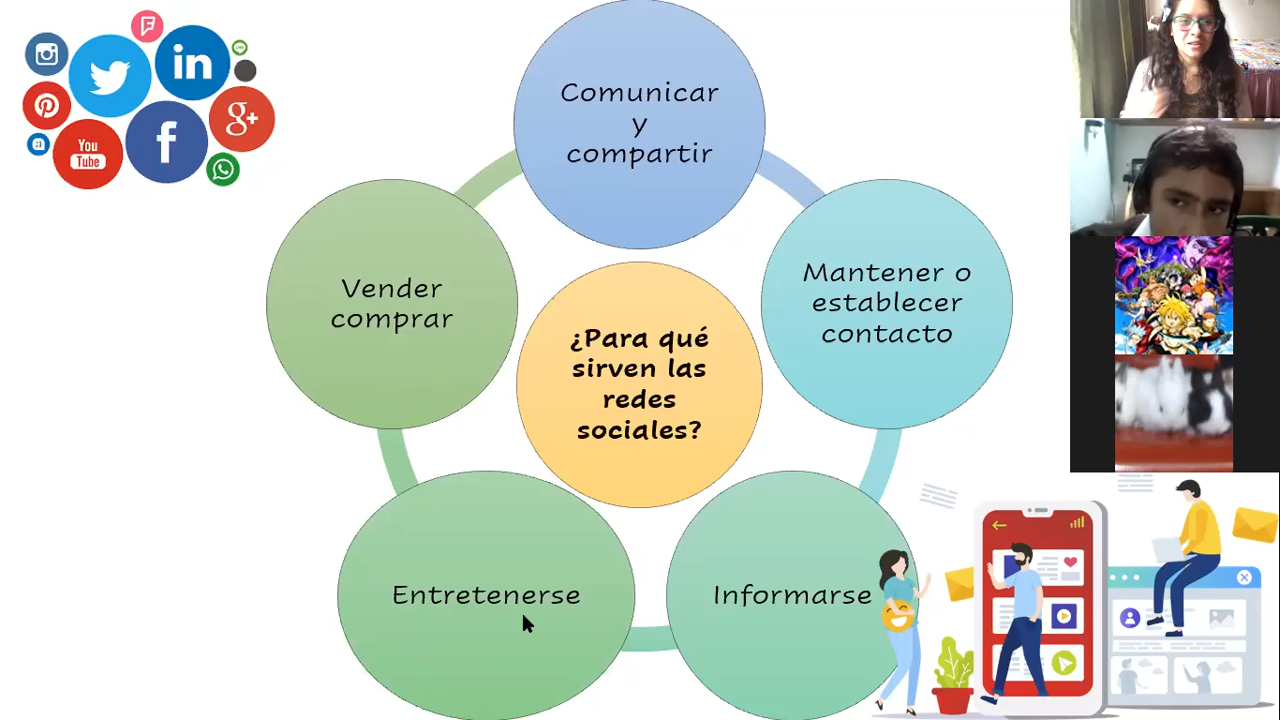 Comunicar
y
compartir
Mantener o
establecer
contacto
Informarse
Entretenerse
Vender
comprar
¿Para qué
sirven las
redes
sociales?
in
f
g+
You
Tube